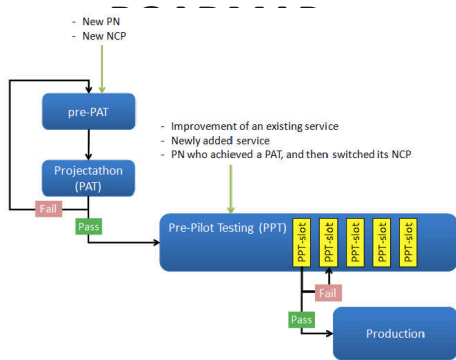 - New PN
- New NCP
pre-PAT
- Improvement of an existing service
- Newly added service
- PN who achieved a PAT, and then switched its NCP
Projectathon
(PAT)
Fail
Pass
Pre-Pilot Testing (PPT)
PPT-slot
PPT-slot
PPT-slot
PPT-slot
PPT-slot
Fail
Pass
Production